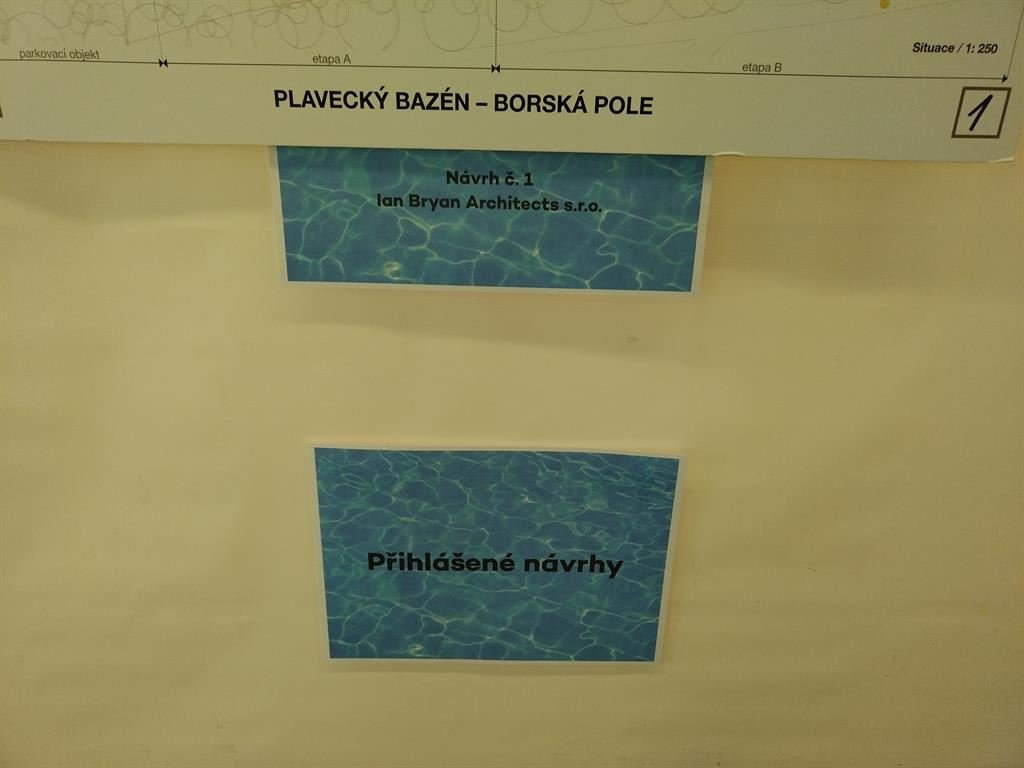 parkovací objekt
etapa A
etapa B
Situace / 1: 250
PLAVECKÝ BAZÉN – BORSKÁ POLE
1
Návrh č. 1
Ian Bryan Architects s.r.o.
Přihlášené návrhy